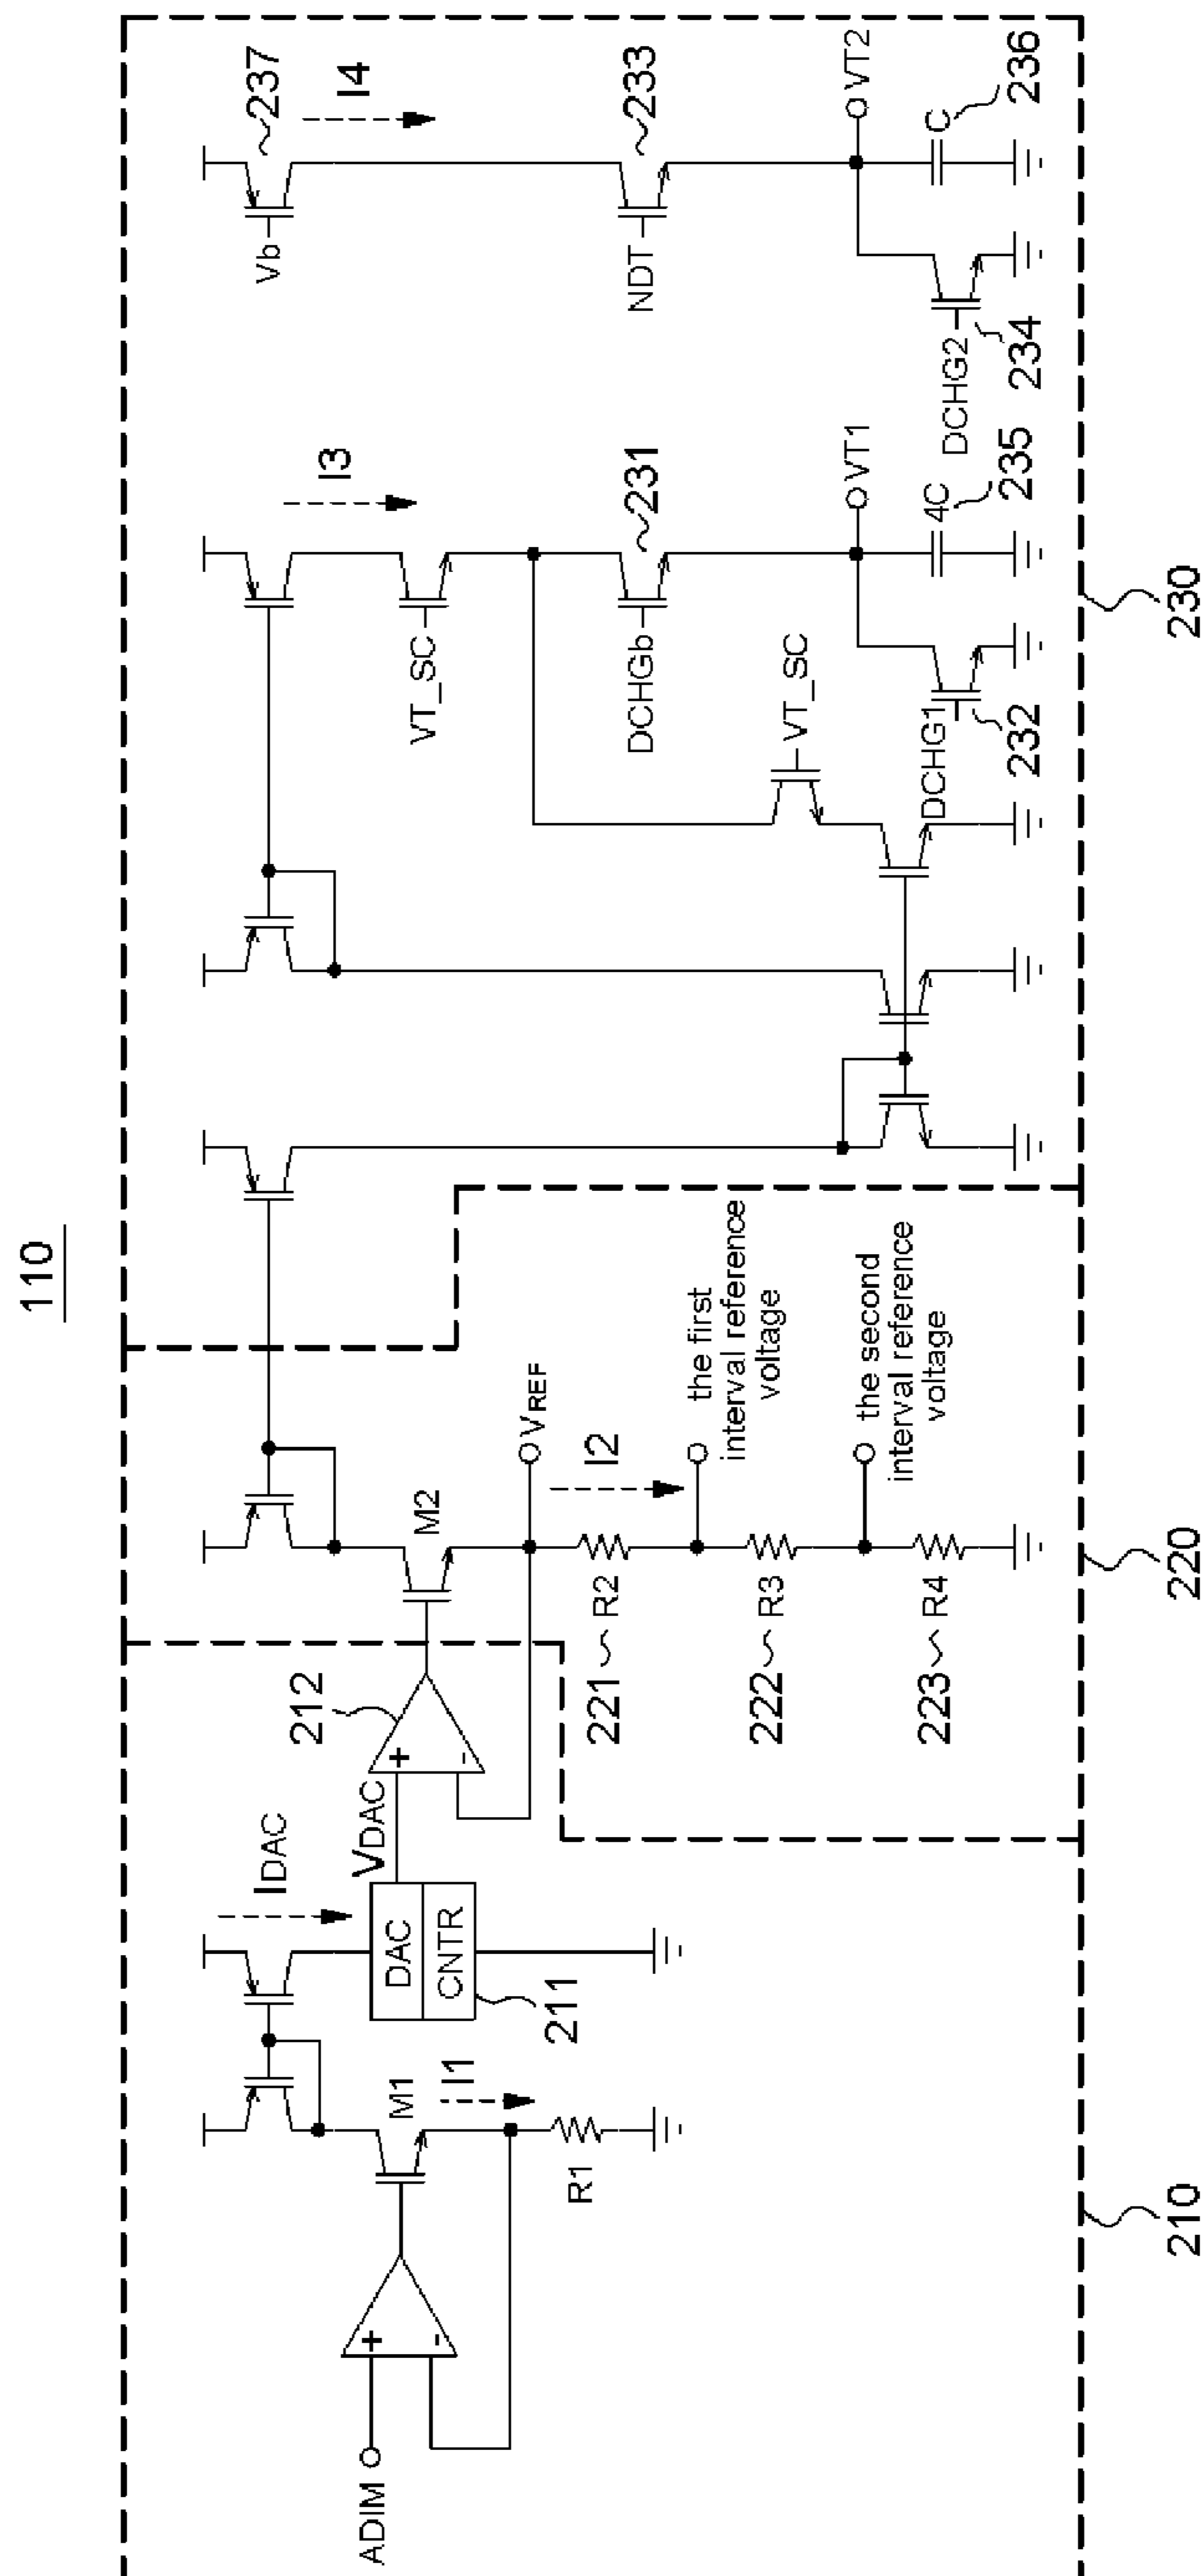 110
ADIM
M1
I1
R1
IDAC
DAC
CNTR
211
VDAC
212
210
M2
VREF
I2
221
R2
222
R3
223
R4
the first
interval reference
voltage
the second
interval reference
voltage
220
I3
VT_SC
VT_SC
DCHGb
231
VT1
DCHG1
232
4C
235
Vb
237
I4
NDT
233
VT2
DCHG2
234
C
236
230